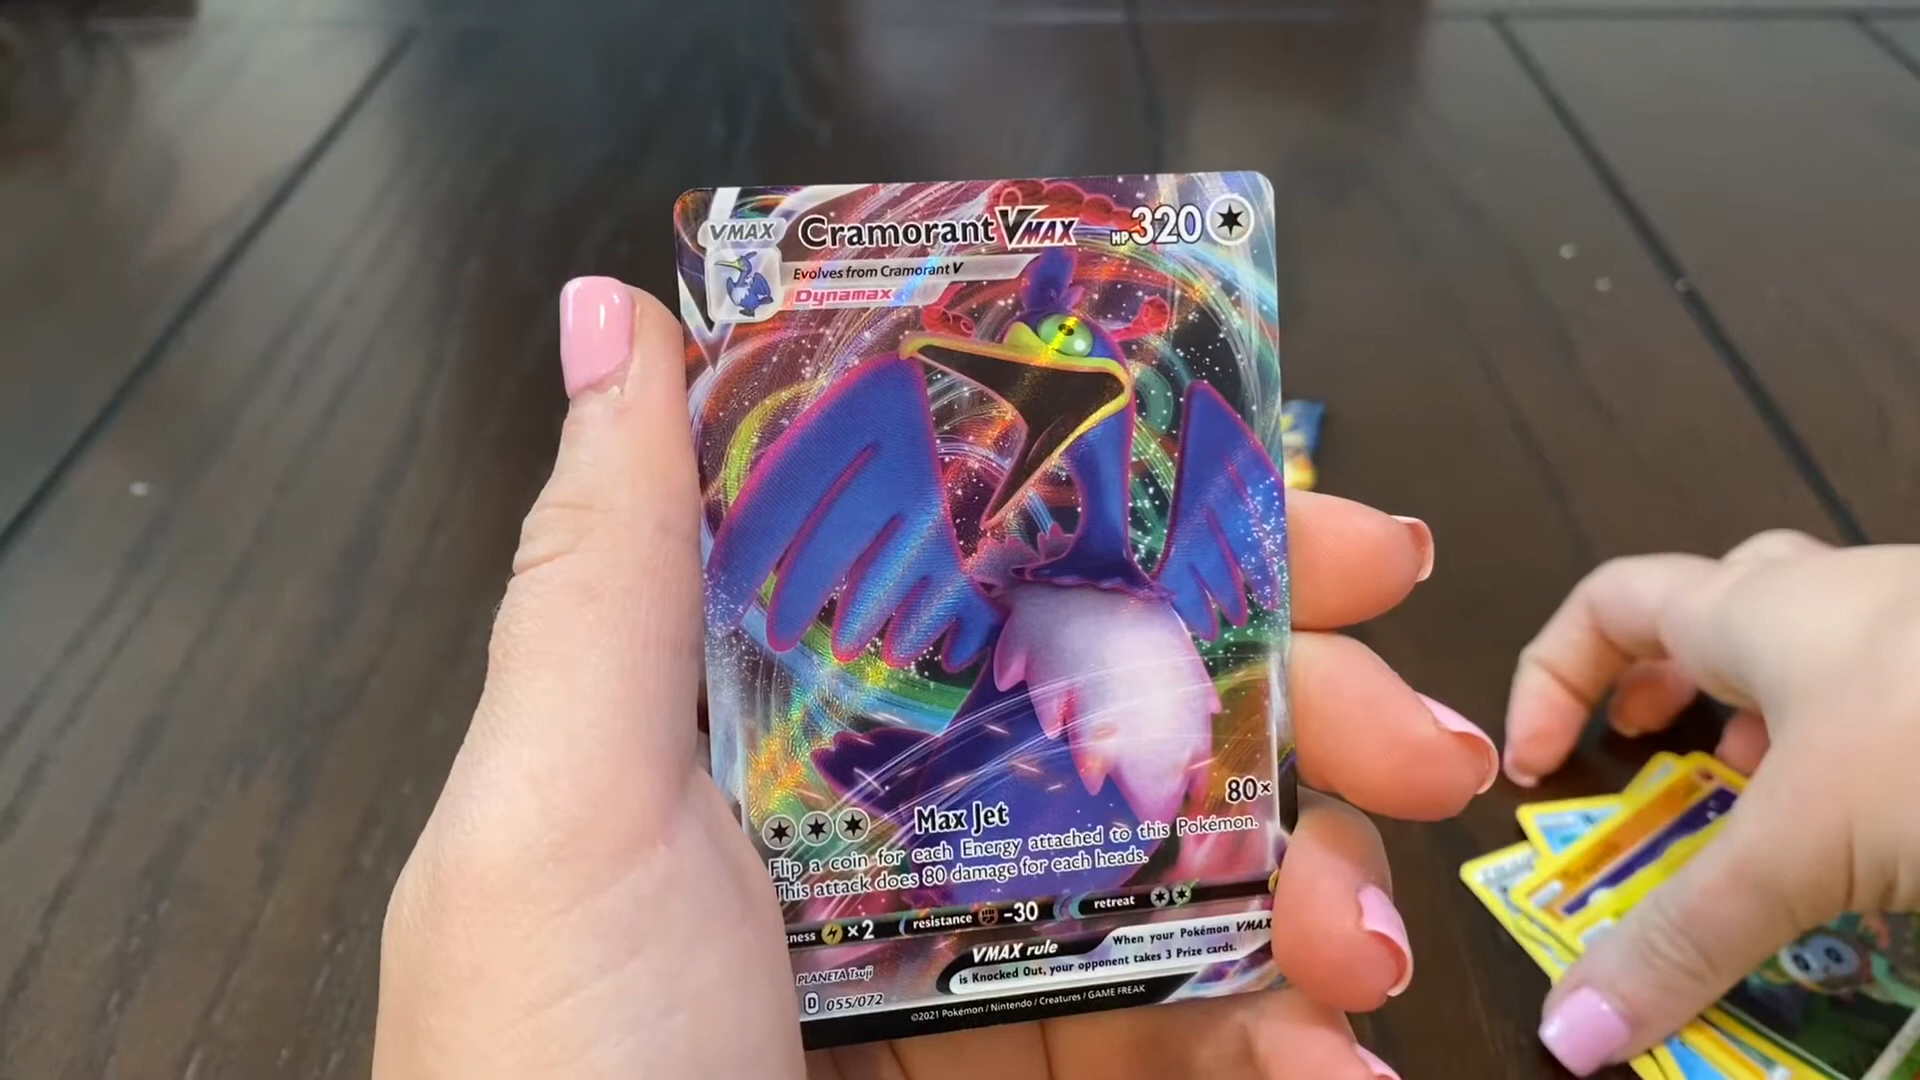 VMAX Cramorant VMAX HP 320
Evolves from Cramorant V
Dynamax
80×
Max Jet
Flip a coin for each Energy attached to this Pokémon.
This attack does 80 damage for each heads.
×2 resistance -30 retreat
VMAX rule When your Pokémon VMAX
is Knocked Out, your opponent takes 3 Prize cards.
PLANETA Tsuji
D 055/072
©2021 Pokémon / Nintendo / Creatures / GAME FREAK